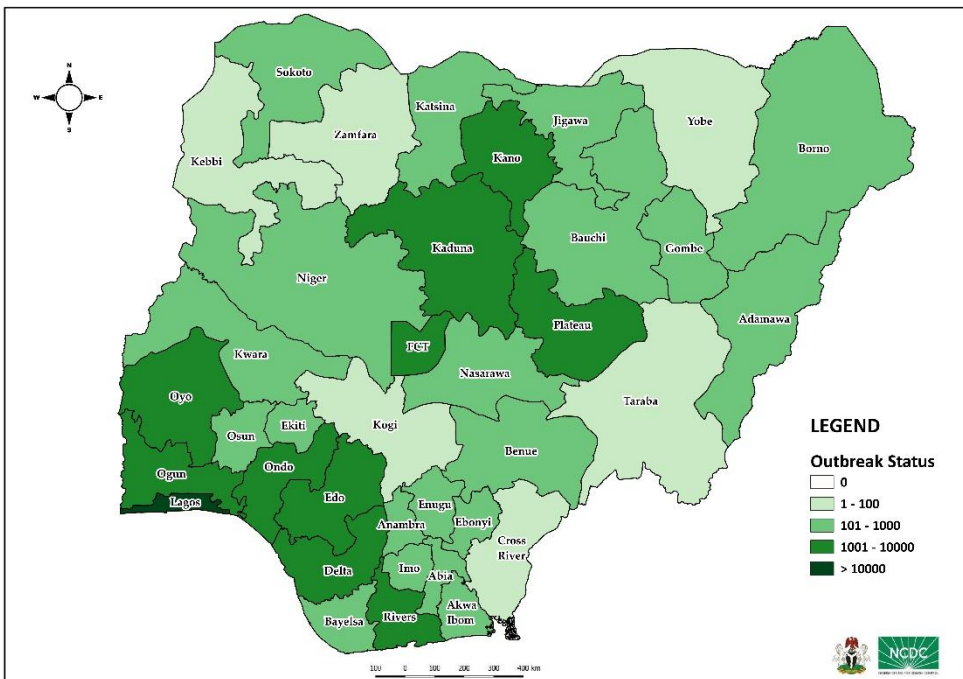 N
W E
S
Sokoto
Katsina
Jigawa
Yobe
Borno
Zamfara
Kebbi
Kano
Kaduna
Bauchi
Gombe
Niger
Adamawa
Plateau
FCT
Kwara
Nasarawa
Taraba
Oyo
Kogi
Osun
Ekiti
Benue
Ogun
Ondo
Edo
Lagos
Enugu
Anambra
Ebonyi
Cross
River
Delta
Imo
Abia
Akwa
Ibom
Bayelsa
Rivers
LEGEND
Outbreak Status
0
1 - 100
101 - 1000
1001 - 10000
> 10000
100 0 100 200 300 400 km
NCDC